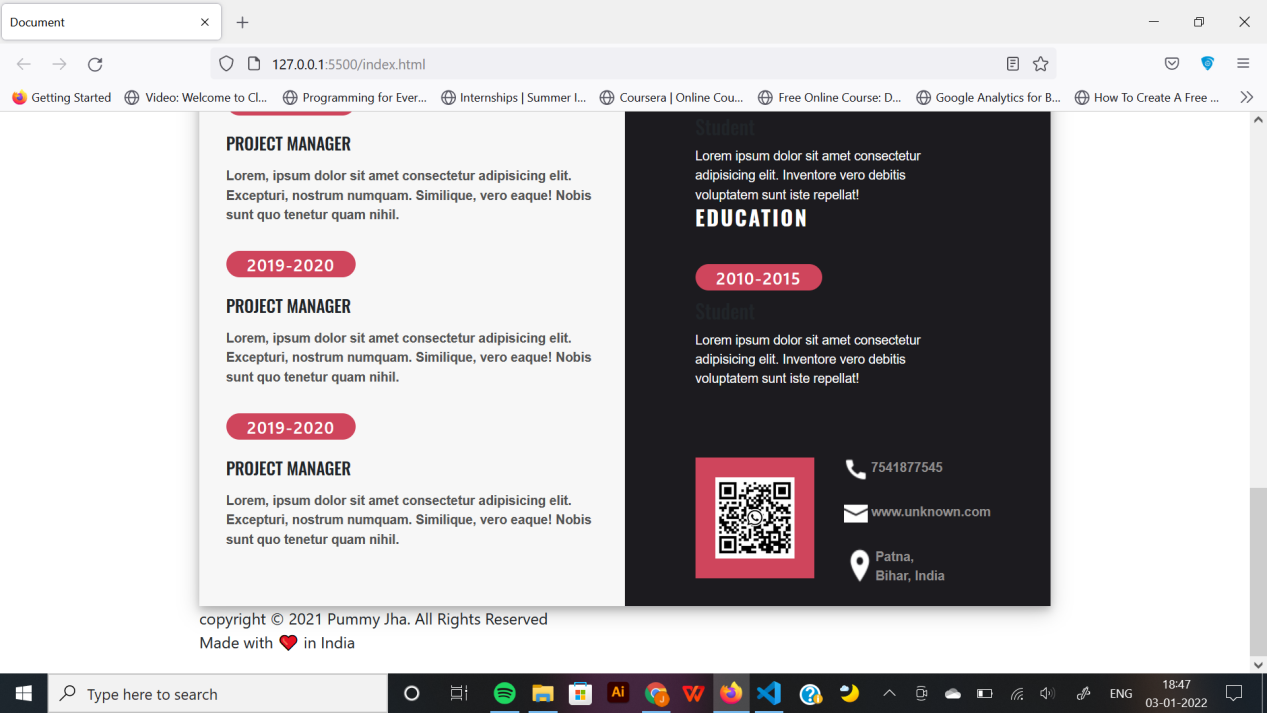 Document
127.0.0.1:5500/index.html
Getting Started
Video: Welcome to Cl...
Programming for Ever...
Internships | Summer I...
Coursera | Online Cou...
Free Online Course: D...
Google Analytics for B...
How To Create A Free ...
PROJECT MANAGER
Lorem, ipsum dolor sit amet consectetur adipisicing elit.
Excepturi, nostrum numquam. Similique, vero eaque! Nobis
sunt quo tenetur quam nihil.
2019-2020
PROJECT MANAGER
Lorem, ipsum dolor sit amet consectetur adipisicing elit.
Excepturi, nostrum numquam. Similique, vero eaque! Nobis
sunt quo tenetur quam nihil.
2019-2020
PROJECT MANAGER
Lorem, ipsum dolor sit amet consectetur adipisicing elit.
Excepturi, nostrum numquam. Similique, vero eaque! Nobis
sunt quo tenetur quam nihil.
Student
Lorem ipsum dolor sit amet consectetur
adipisicing elit. Inventore vero debitis
voluptatem sunt iste repellat!
EDUCATION
2010-2015
Student
Lorem ipsum dolor sit amet consectetur
adipisicing elit. Inventore vero debitis
voluptatem sunt iste repellat!
7541877545
www.unknown.com
Patna,
Bihar, India
copyright © 2021 Pummy Jha. All Rights Reserved
Made with ❤ in India
Type here to search
Ai
ENG
18:47
03-01-2022